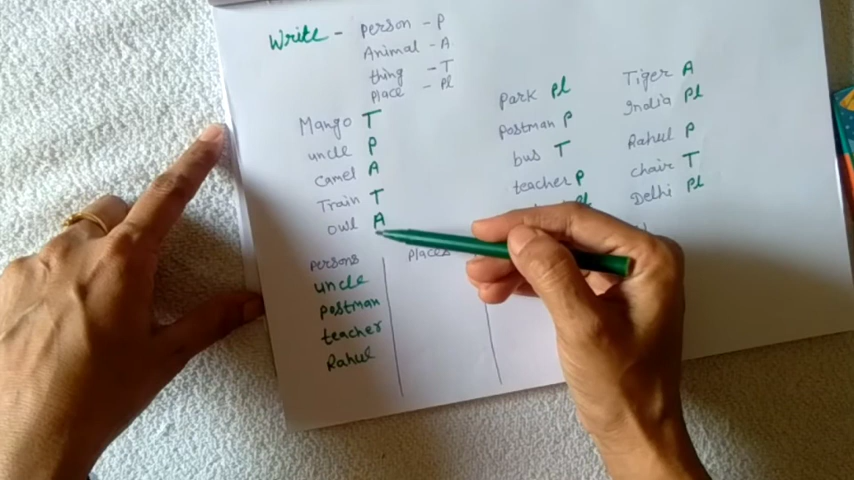 Write - Person - P
Animal - A
thing - T
place - Pl
Mango T
uncle P
Camel A
Train T
owl A
Park Pl
Postman P
bus T
teacher P
Pl
Tiger A
India Pl
Rahul P
chair T
Delhi Pl
Persons
Places
uncle
Postman
teacher
Rahul